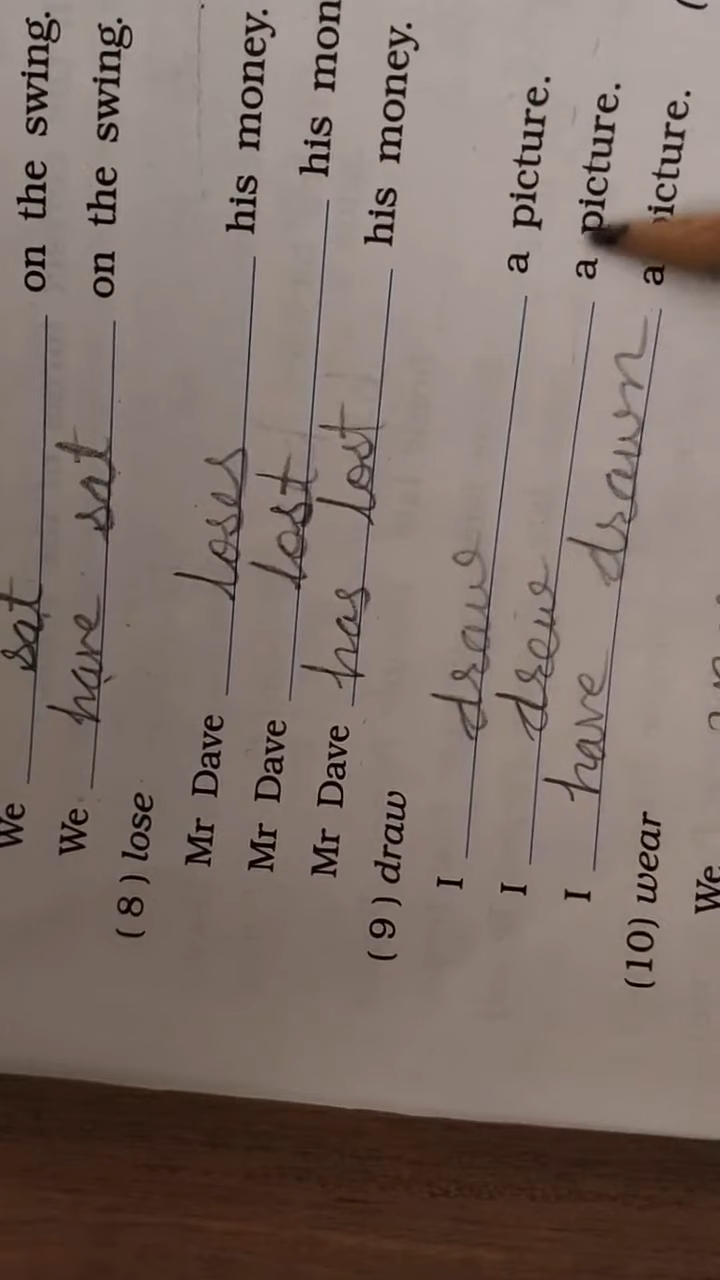 We sat on the swing.
We have sat on the swing.
(8) lose
Mr Dave loses his money.
Mr Dave lost his mon
Mr Dave has lost his money.
(9) draw
I draw a picture.
I drew a picture.
I have drawn a picture.
(10) wear
We